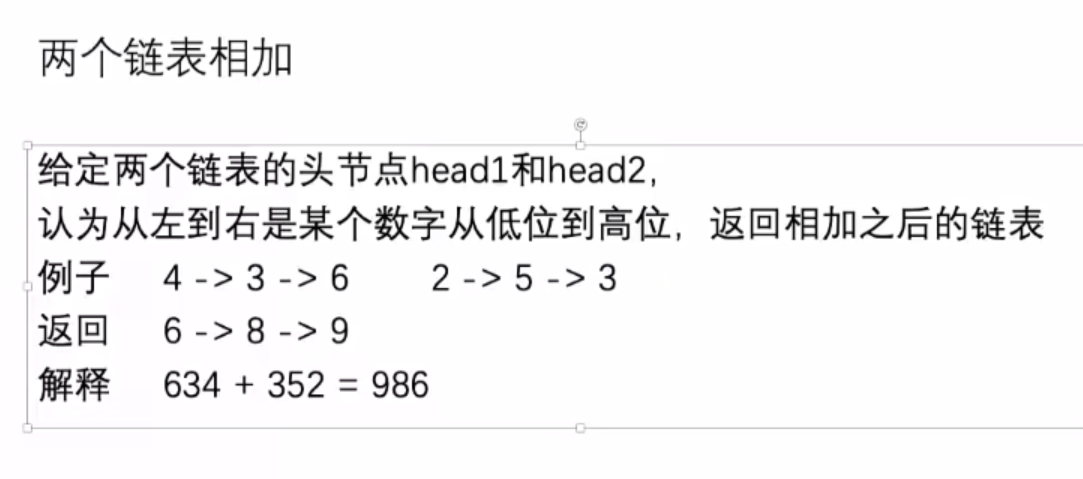 两个链表相加
给定两个链表的头节点head1和head2，
认为从左到右是某个数字从低位到高位，返回相加之后的链表
例子 4 -> 3 -> 6 2 -> 5 -> 3
返回 6 -> 8 -> 9
解释 634 + 352 = 986